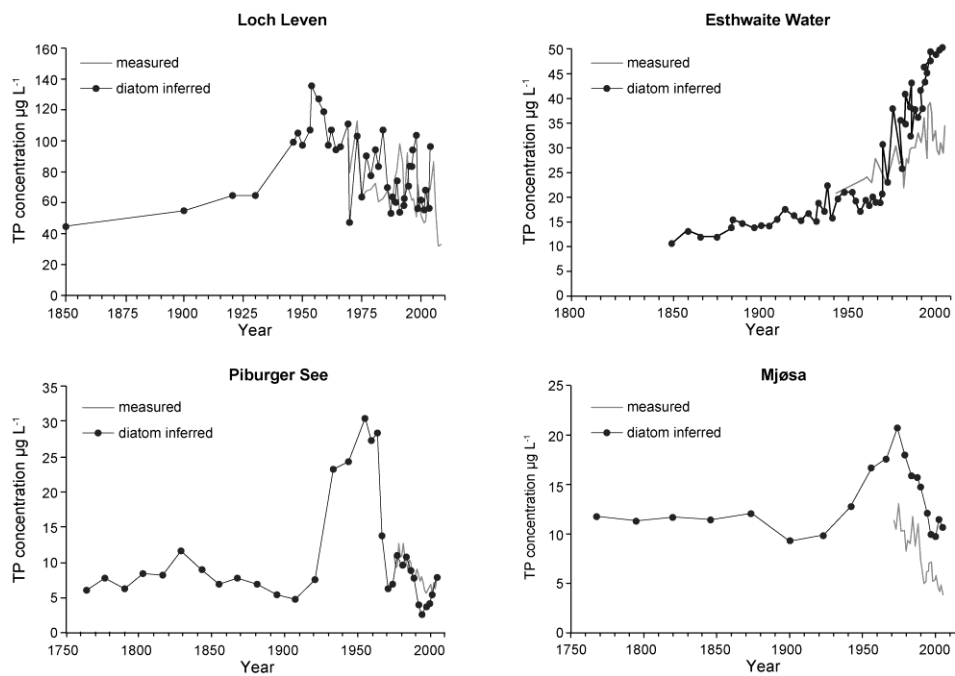 Loch Leven
TP concentration µg L-1
160
140
120
100
80
60
40
20
0
measured
diatom inferred
1850 1875 1900 1925 1950 1975 2000
Year
Esthwaite Water
TP concentration µg L-1
50
45
40
35
30
25
20
15
10
5
0
measured
diatom inferred
1800 1850 1900 1950 2000
Year
Piburger See
TP concentration µg L-1
35
30
25
20
15
10
5
0
measured
diatom inferred
1750 1800 1850 1900 1950 2000
Year
Mjøsa
TP concentration µg L-1
25
20
15
10
5
0
measured
diatom inferred
1750 1800 1850 1900 1950 2000
Year